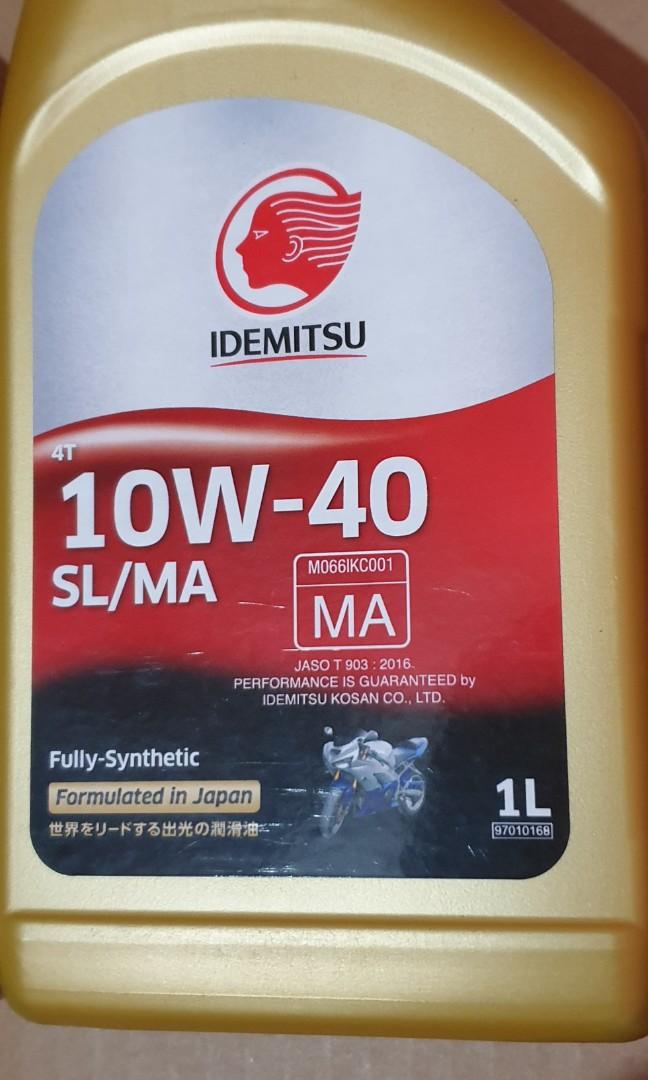 IDEMITSU
4T
10W-40
SL/MA
M066IKC001
MA
JASO T 903 : 2016.
PERFORMANCE IS GUARANTEED by
IDEMITSU KOSAN CO., LTD.
Fully-Synthetic
Formulated in Japan
世界をリードする出光の潤滑油
1L
97010168